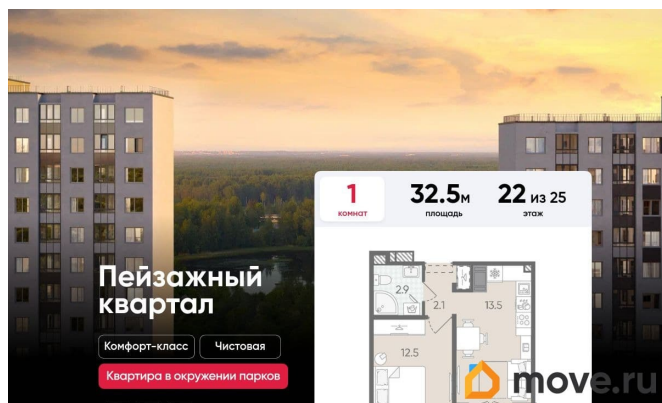 1
комнат
32.5м
площадь
22 из 25
этаж
2.9
2.1
13.5
12.5
Пейзажный
квартал
Комфорт-класс
Чистовая
Квартира в окружении парков
move.ru